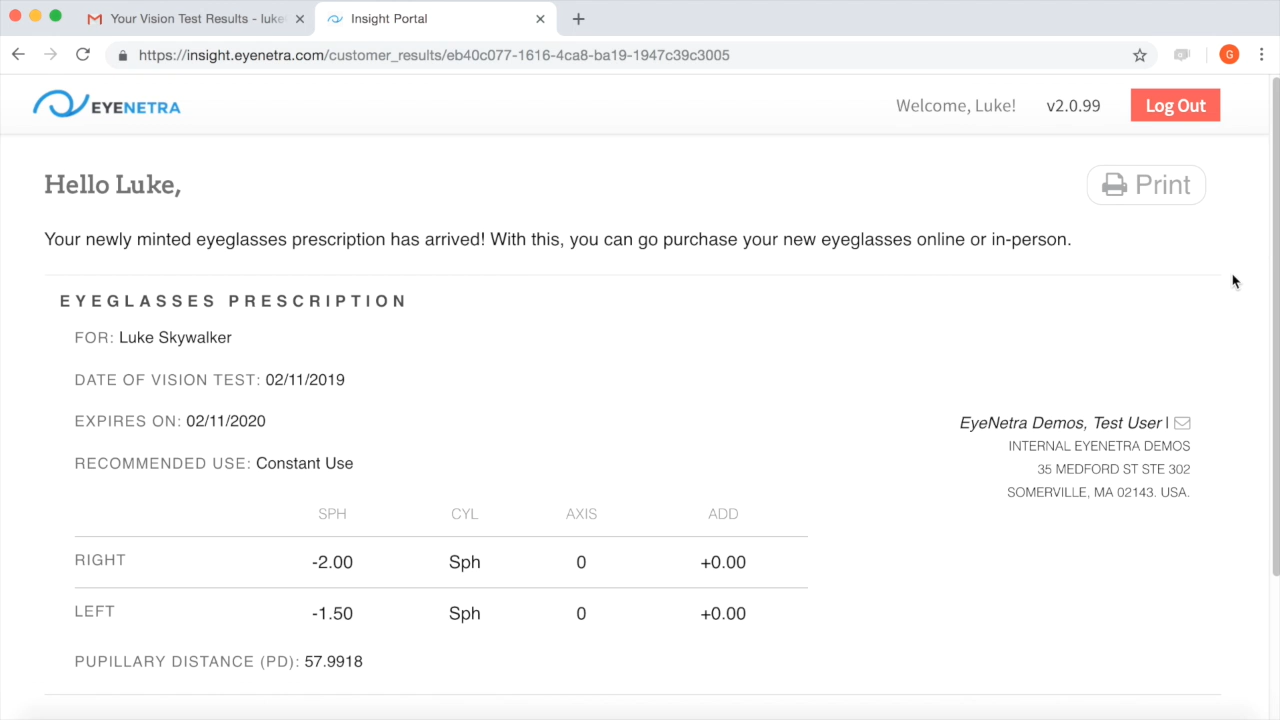 Your Vision Test Results - luke
Insight Portal
https://insight.eyenetra.com/customer_results/eb40c077-1616-4ca8-ba19-1947c39c3005
G
EYENETRA
Welcome, Luke!
v2.0.99
Log Out
Hello Luke,
Print
Your newly minted eyeglasses prescription has arrived! With this, you can go purchase your new eyeglasses online or in-person.
EYEGLASSES PRESCRIPTION
FOR: Luke Skywalker
DATE OF VISION TEST: 02/11/2019
EXPIRES ON: 02/11/2020
RECOMMENDED USE: Constant Use
EyeNetra Demos, Test User |
INTERNAL EYENETRA DEMOS
35 MEDFORD ST STE 302
SOMERVILLE, MA 02143. USA.
SPH CYL AXIS ADD
RIGHT -2.00 Sph 0 +0.00
LEFT -1.50 Sph 0 +0.00
PUPILLARY DISTANCE (PD): 57.9918